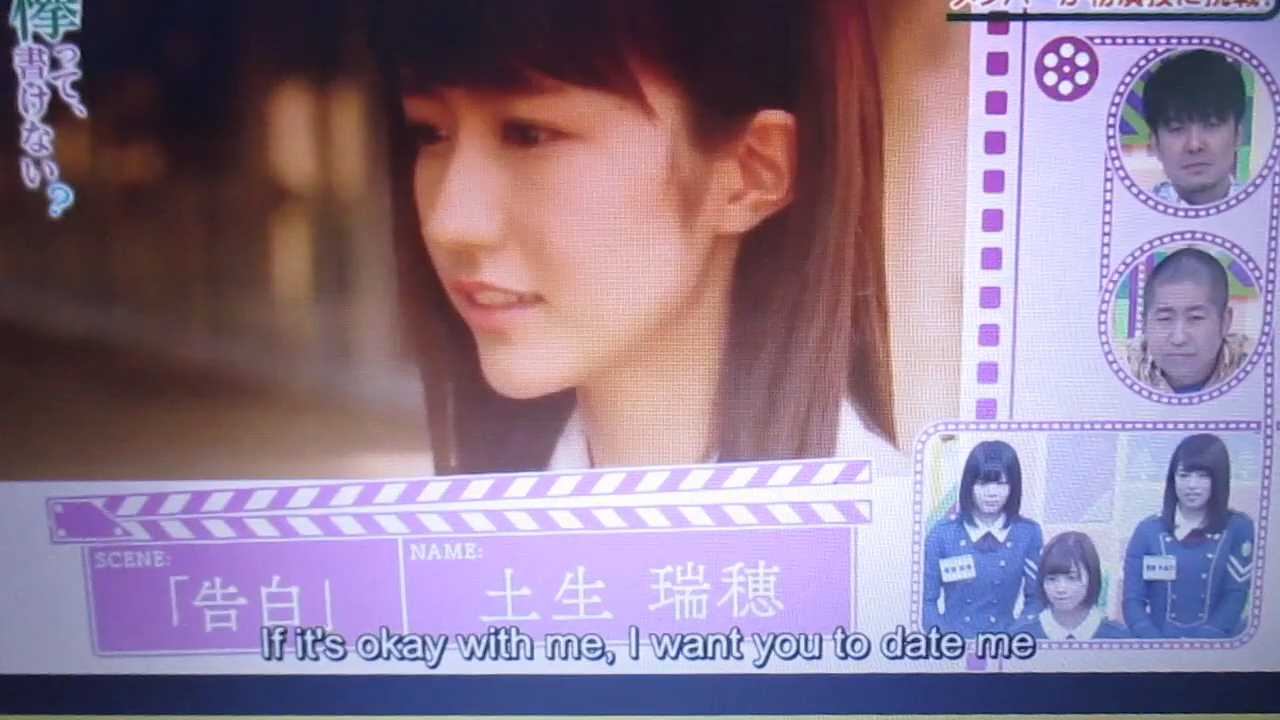 欅って、
書けない?
SCENE:
「告白」
NAME:
土生 瑞穂
If it's okay with me, I want you to date me